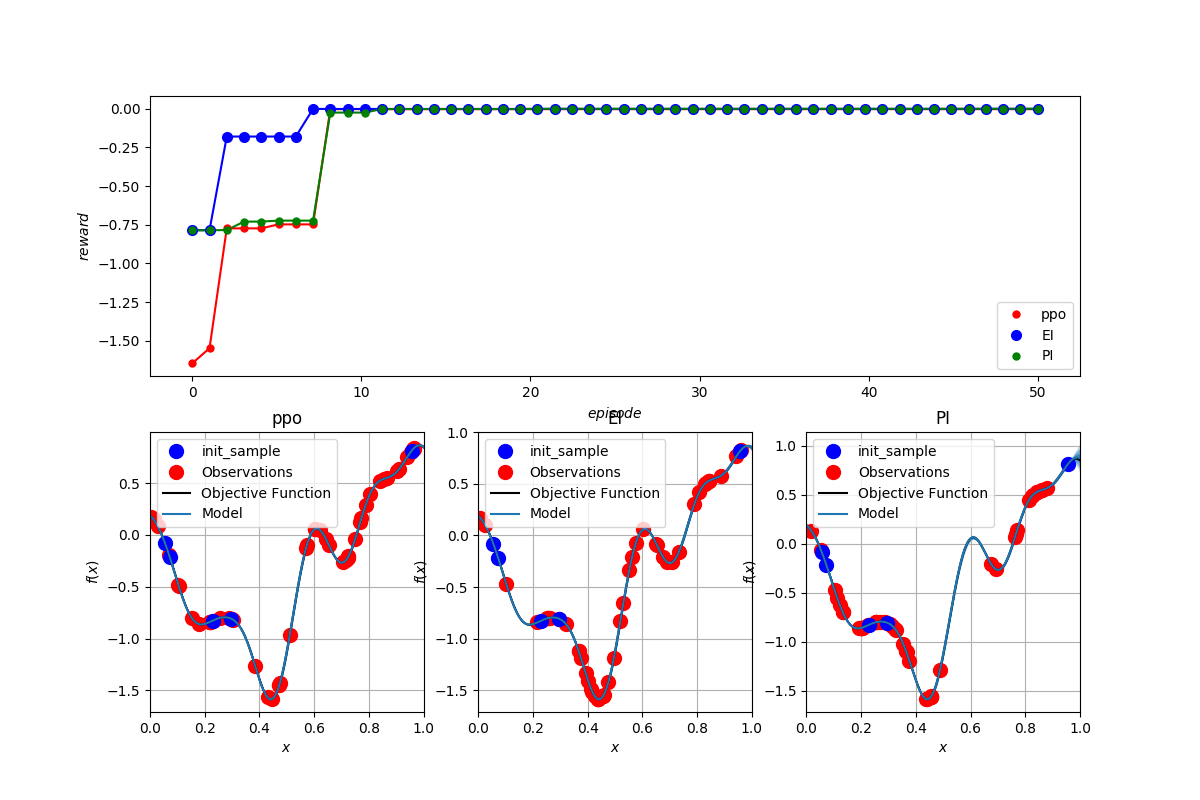 0.00
−0.25
−0.50
−0.75
−1.00
−1.25
−1.50
reward
0 10 20 30 40 50
episode
ppo
EI
PI
ppo
init_sample
Observations
Objective Function
Model
0.5
0.0
−0.5
−1.0
−1.5
f(x)
0.0 0.2 0.4 0.6 0.8 1.0
x
EI
init_sample
Observations
Objective Function
Model
1.0
0.5
0.0
−0.5
−1.0
−1.5
f(x)
0.0 0.2 0.4 0.6 0.8 1.0
x
PI
init_sample
Observations
Objective Function
Model
1.0
0.5
0.0
−0.5
−1.0
−1.5
f(x)
0.0 0.2 0.4 0.6 0.8 1.0
x